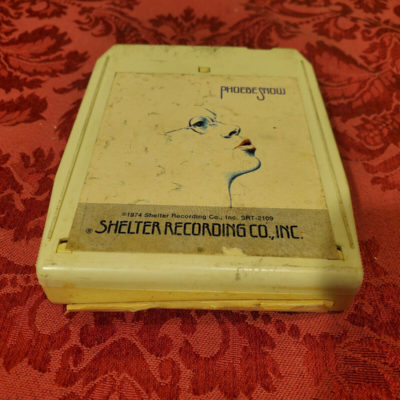 PHOEBE SNOW
℗1974 Shelter Recording Co., Inc. SRT-2109
® SHELTER RECORDING CO., INC.